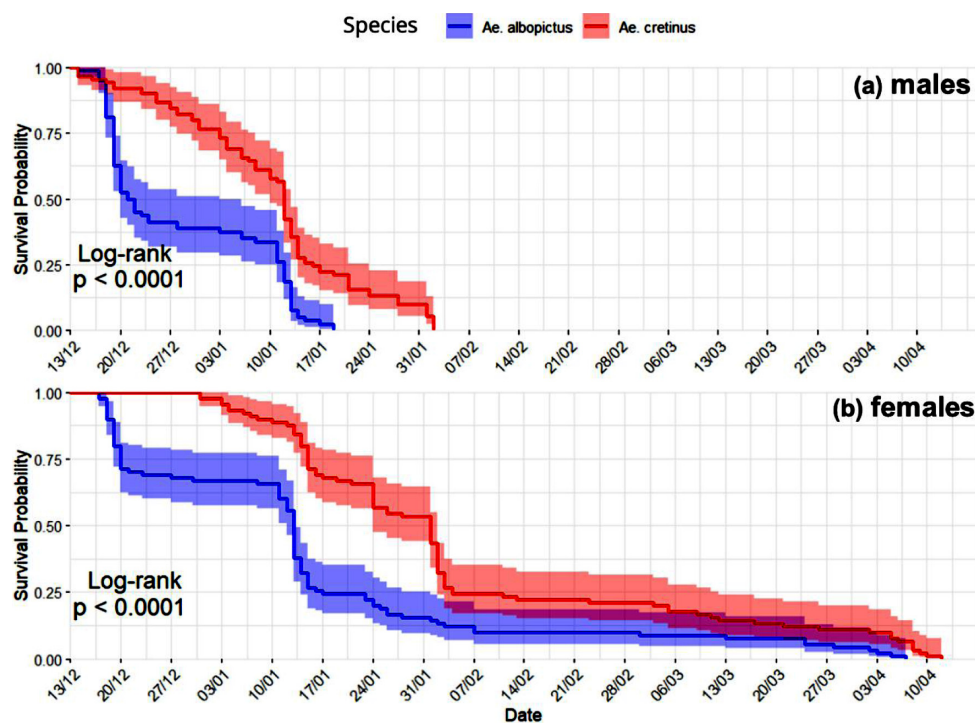 Species Ae. albopictus Ae. cretinus
(a) males
Survival Probability
1.00
0.75
0.50
0.25
0.00
Log-rank
p < 0.0001
13/12 20/12 27/12 03/01 10/01 17/01 24/01 31/01 07/02 14/02 21/02 28/02 06/03 13/03 20/03 27/03 03/04 10/04
(b) females
Survival Probability
1.00
0.75
0.50
0.25
0.00
Log-rank
p < 0.0001
13/12 20/12 27/12 03/01 10/01 17/01 24/01 31/01 07/02 14/02 21/02 28/02 06/03 13/03 20/03 27/03 03/04 10/04
Date